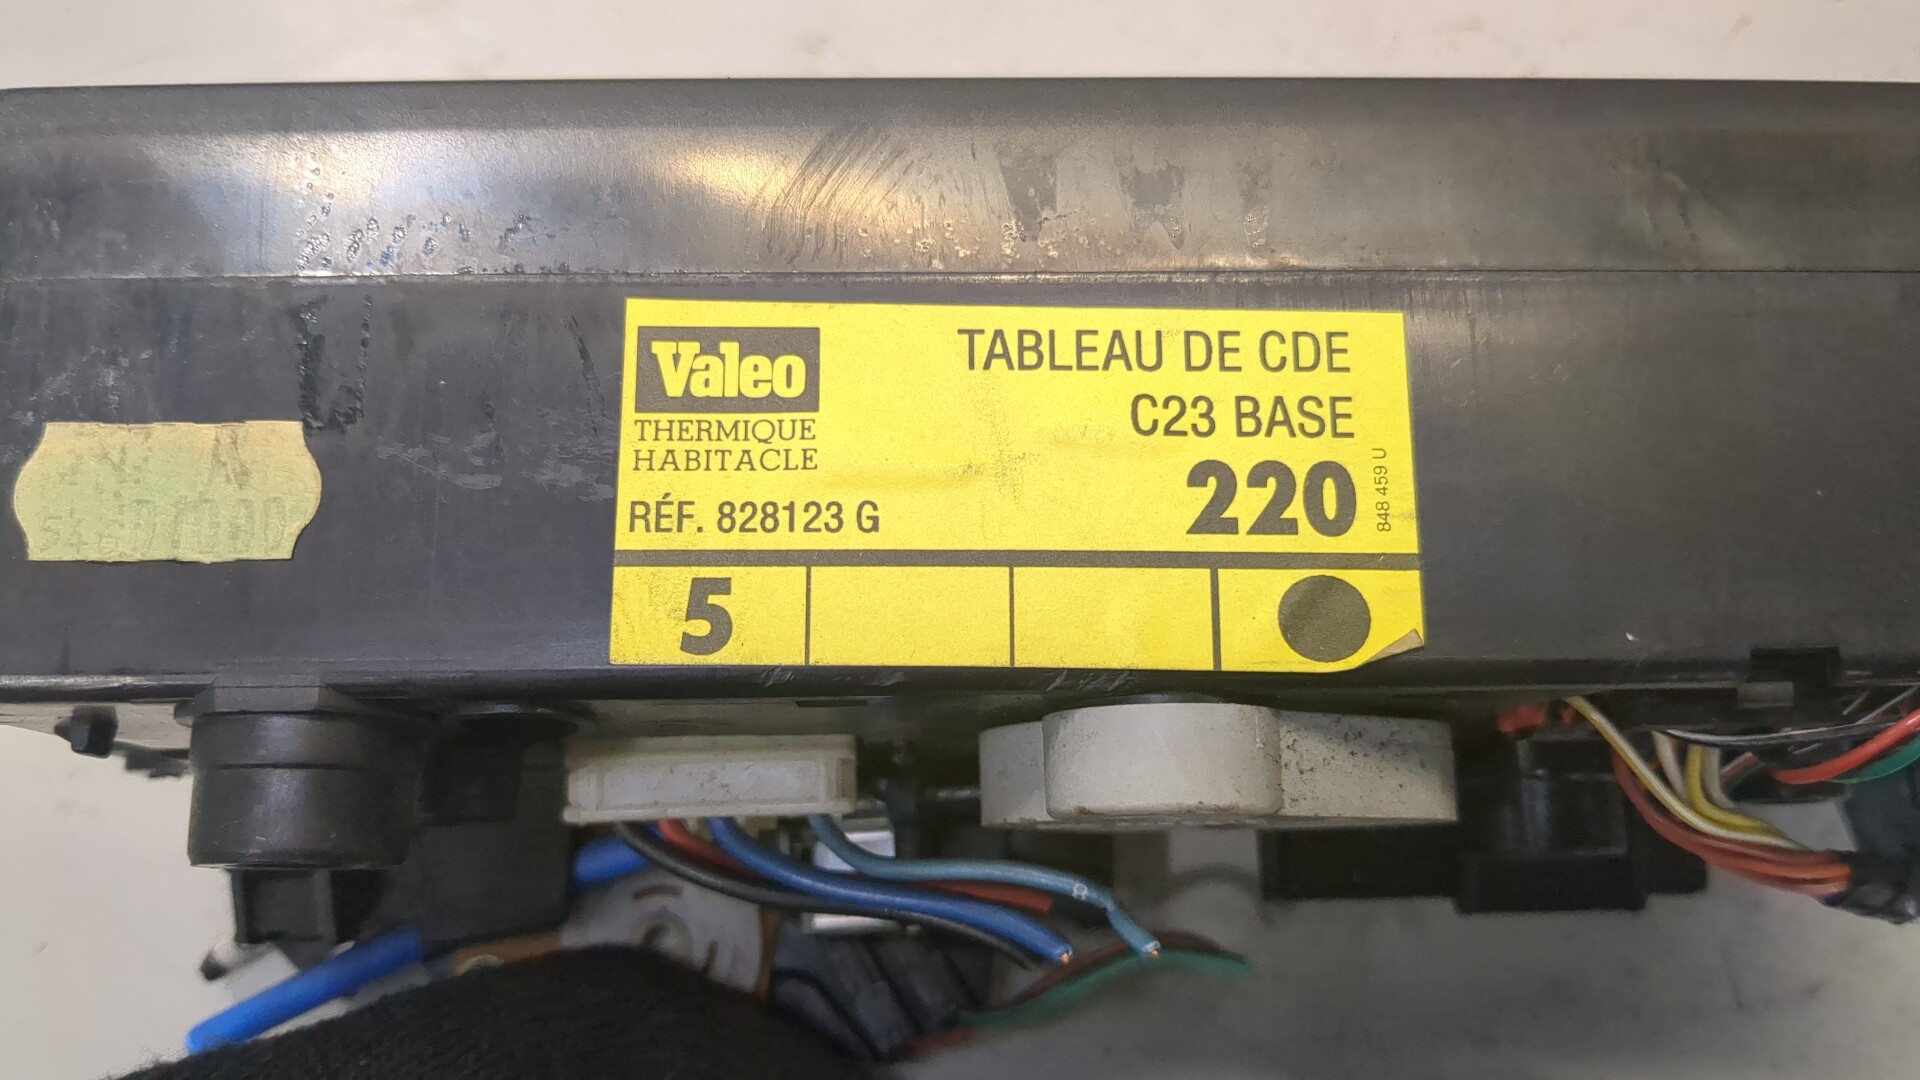 Valeo
THERMIQUE
HABITACLE
RÉF. 828123 G
TABLEAU DE CDE
C23 BASE
220
848 459 U
5